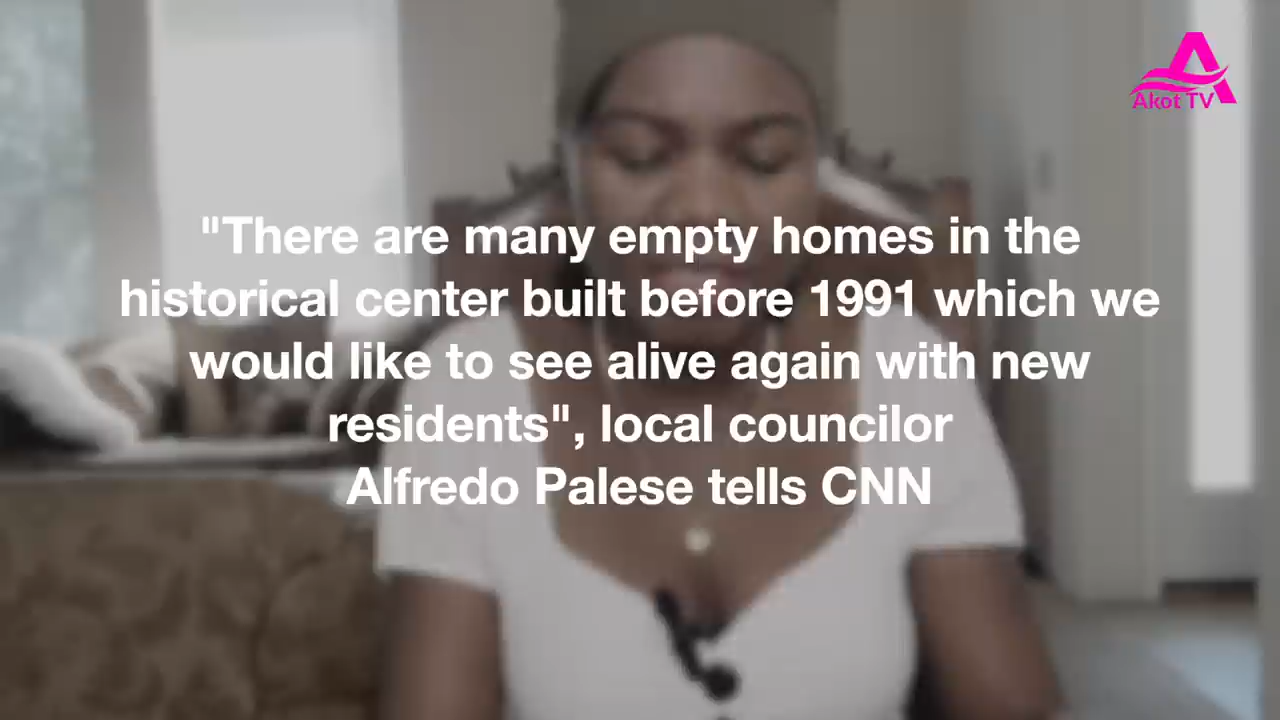 Akot TV
"There are many empty homes in the
historical center built before 1991 which we
would like to see alive again with new
residents", local councilor
Alfredo Palese tells CNN